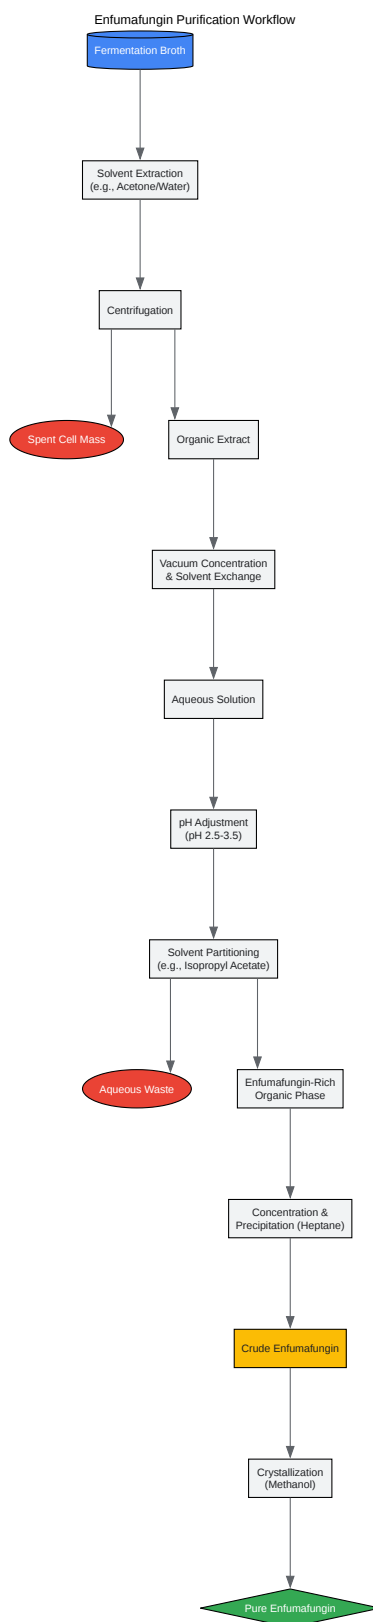 Enfumafungin Purification Workflow
Fermentation Broth
Solvent Extraction
(e.g., Acetone/Water)
Centrifugation
Spent Cell Mass
Organic Extract
Vacuum Concentration
& Solvent Exchange
Aqueous Solution
pH Adjustment
(pH 2.5-3.5)
Solvent Partitioning
(e.g., Isopropyl Acetate)
Aqueous Waste
Enfumafungin-Rich
Organic Phase
Concentration &
Precipitation (Heptane)
Crude Enfumafungin
Crystallization
(Methanol)
Pure Enfumafungin